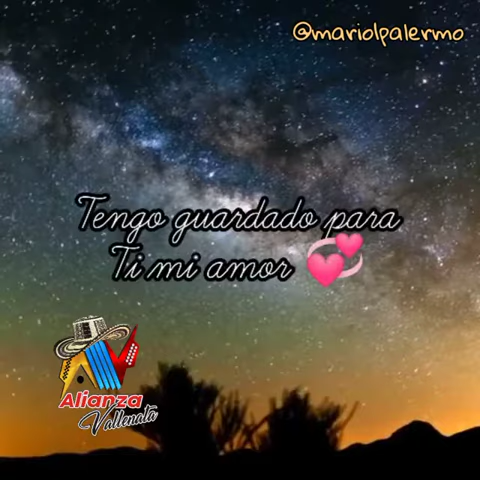 @mariolpalermo
Tengo guardado para
Ti mi amor 💞
Alianza
Vallenata